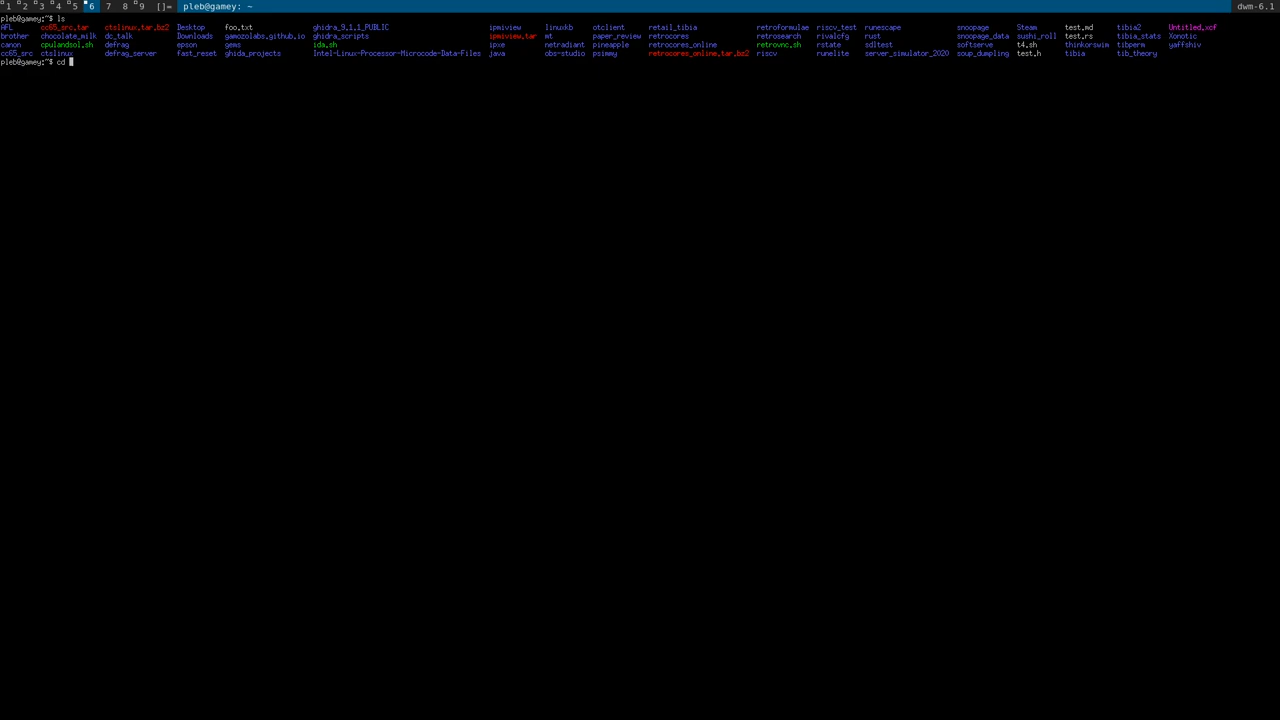 1 2 3 4 5 6 7 8 9 []= pleb@gamey: ~ dwm-6.1
pleb@gamey:~$ ls
AFL cc65_src.tar ctslinux.tar.bz2 Desktop foo.txt ghidra_9.1.1_PUBLIC ipmiview linuxkb otclient retail_tibia retroformulae riscv_test runescape snoopage Steam test.md tibia2 Untitled.xcf
brother chocolate_milk dc_talk Downloads gamozolabs.github.io ghidra_scripts ipmiview.tar mt paper_review retrocores retrosearch rivalcfg rust snoopage_data sushi_roll test.rs tibia_stats Xonotic
canon cpulandsol.sh defrag epson gems ida.sh ipxe netradiant pineapple retrocores_online retrovnc.sh rstate sdltest softserve t4.sh thinkorswim tibperm yaffshiv
cc65_src ctslinux defrag_server fast_reset ghida_projects Intel-Linux-Processor-Microcode-Data-Files java obs-studio psimmy retrocores_online.tar.bz2 riscv runelite server_simulator_2020 soup_dumpling test.h tibia tib_theory
pleb@gamey:~$ cd